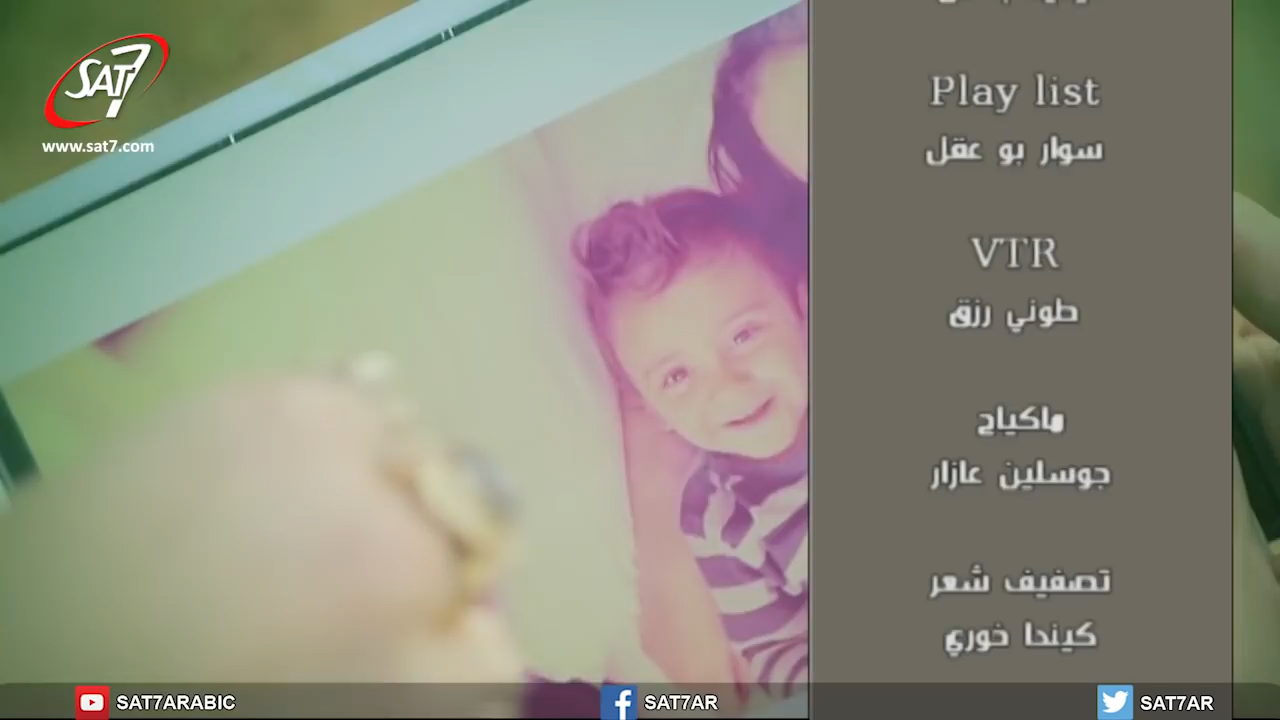 SAT7
www.sat7.com
Play list
سوار بو عقل
VTR
طوني رزق
ماكياج
جوسلين عازار
تصفيف شعر
كيندا خوري
SAT7ARABIC
SAT7AR
SAT7AR